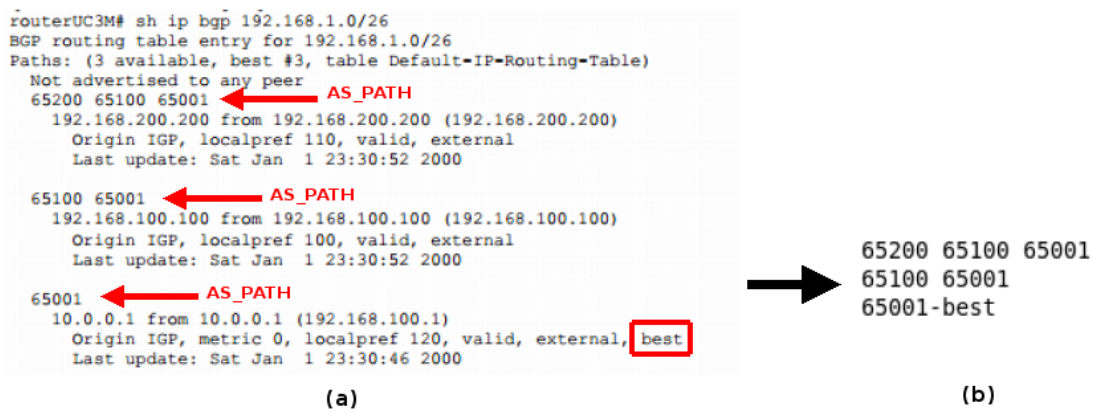 routerUC3M# sh ip bgp 192.168.1.0/26
BGP routing table entry for 192.168.1.0/26
Paths: (3 available, best #3, table Default-IP-Routing-Table)
Not advertised to any peer
65200 65100 65001 AS_PATH
192.168.200.200 from 192.168.200.200 (192.168.200.200)
Origin IGP, localpref 110, valid, external
Last update: Sat Jan 1 23:30:52 2000
65100 65001 AS_PATH
192.168.100.100 from 192.168.100.100 (192.168.100.100)
Origin IGP, localpref 100, valid, external
Last update: Sat Jan 1 23:30:52 2000
65001 AS_PATH
10.0.0.1 from 10.0.0.1 (192.168.100.1)
Origin IGP, metric 0, localpref 120, valid, external, best
Last update: Sat Jan 1 23:30:46 2000
(a)
65200 65100 65001
65100 65001
65001-best
(b)